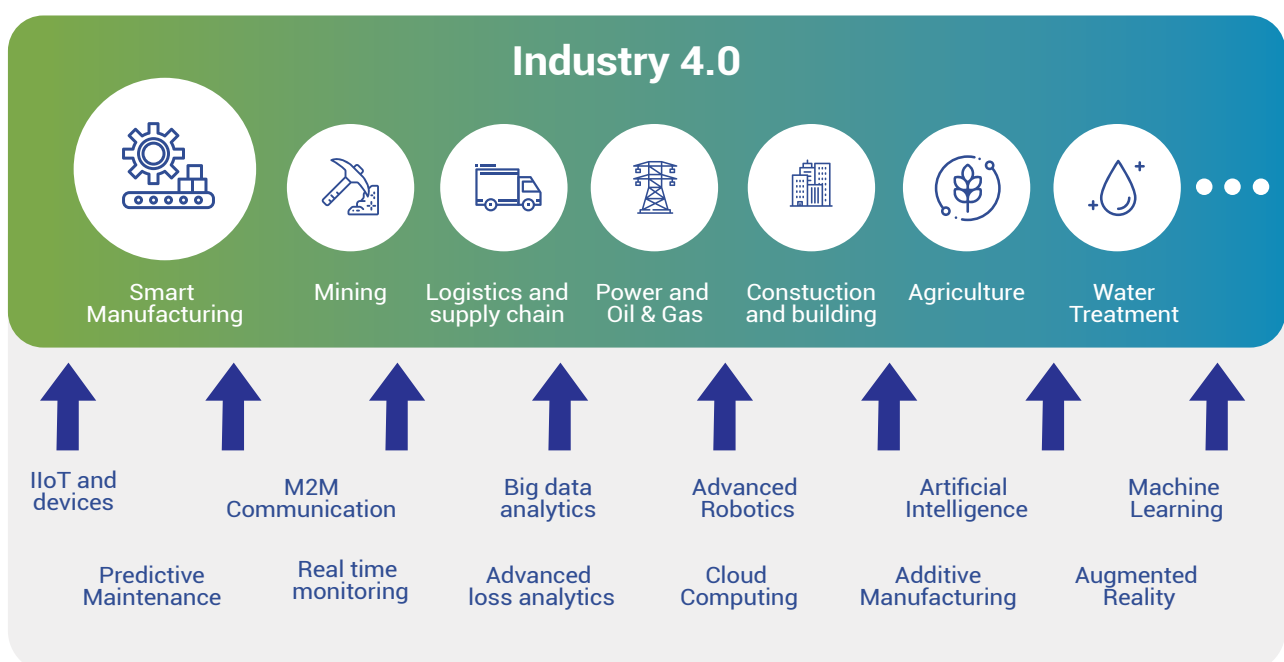 Industry 4.0
Smart
Manufacturing
Mining
Logistics and
supply chain
Power and
Oil & Gas
Constuction
and building
Agriculture
Water
Treatment
IIoT and
devices
M2M
Communication
Big data
analytics
Advanced
Robotics
Artificial
Intelligence
Machine
Learning
Predictive
Maintenance
Real time
monitoring
Advanced
loss analytics
Cloud
Computing
Additive
Manufacturing
Augmented
Reality